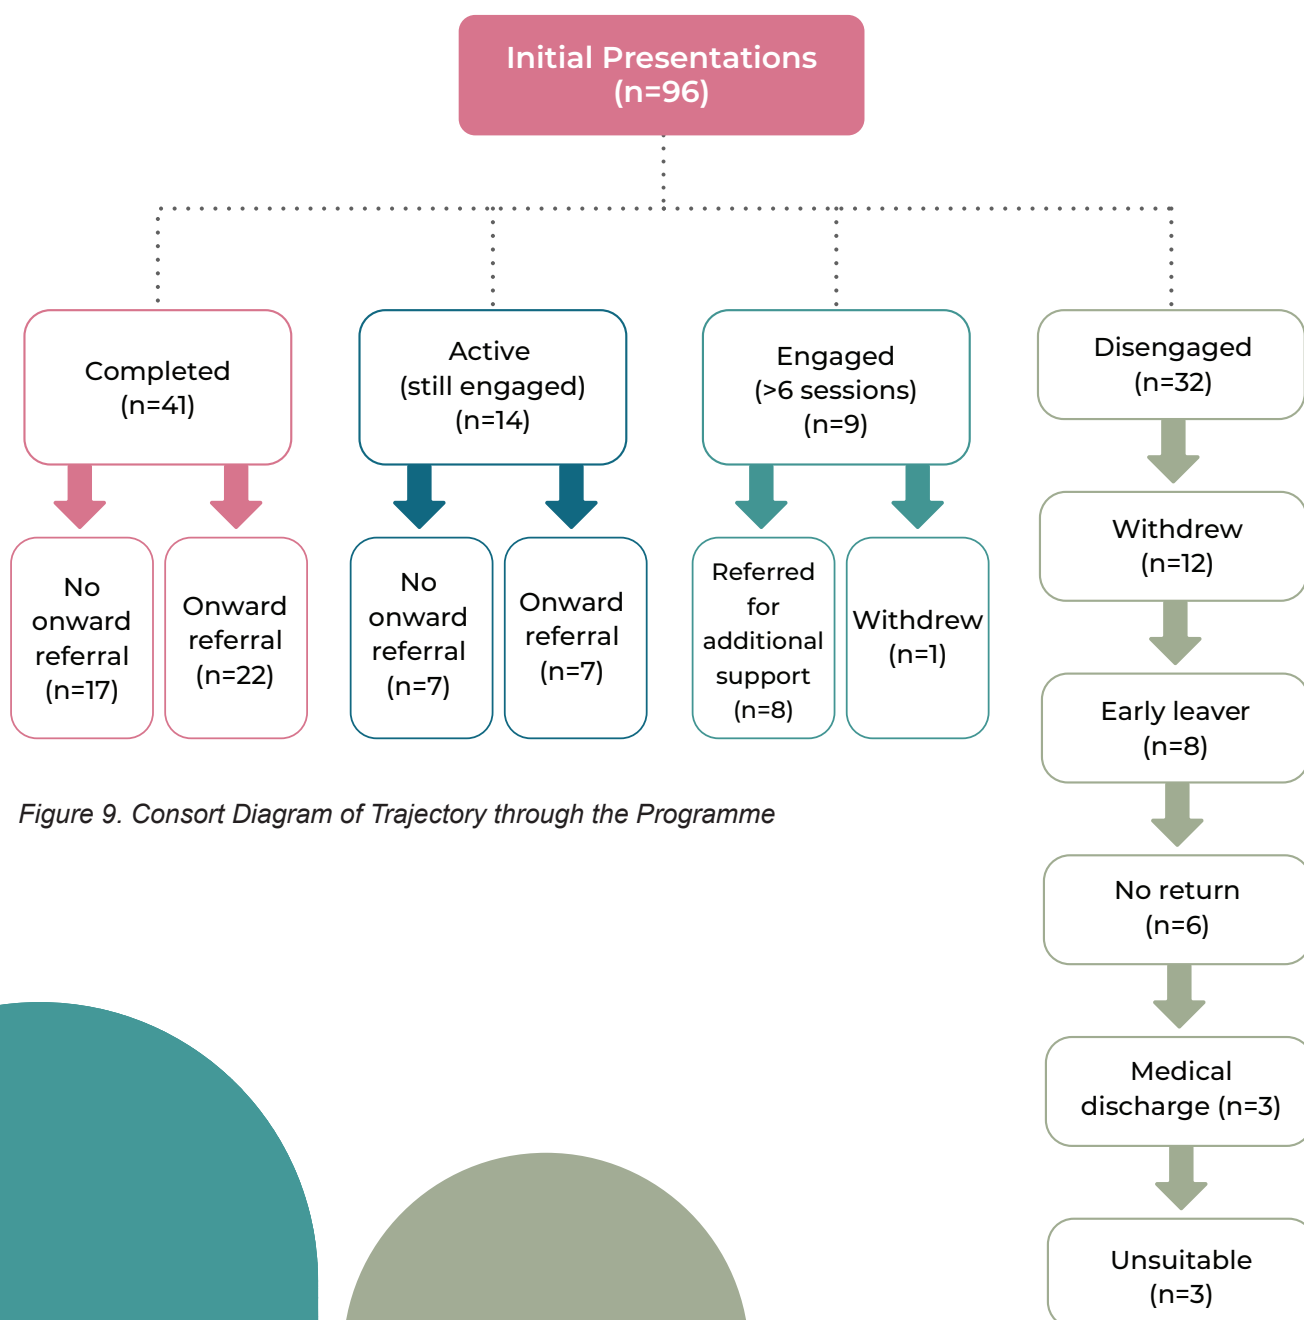 Initial Presentations
(n=96)
Completed
(n=41)
Active
(still engaged)
(n=14)
Engaged
(>6 sessions)
(n=9)
Disengaged
(n=32)
No
onward
referral
(n=17)
Onward
referral
(n=22)
No
onward
referral
(n=7)
Onward
referral
(n=7)
Referred
for
additional
support
(n=8)
Withdrew
(n=1)
Withdrew
(n=12)
Early leaver
(n=8)
No return
(n=6)
Medical
discharge (n=3)
Unsuitable
(n=3)
Figure 9. Consort Diagram of Trajectory through the Programme